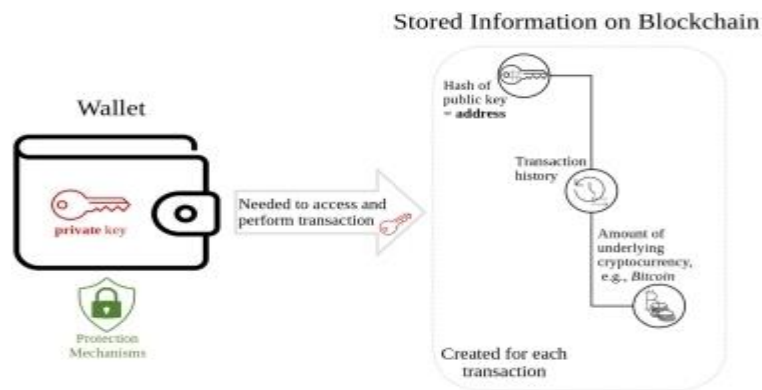 Stored Information on Blockchain
Wallet
private key
Protection
Mechanisms
Needed to access and
perform transaction
Hash of
public key
= address
Transaction
history
Amount of
underlying
cryptocurrency,
e.g., Bitcoin
Created for each
transaction